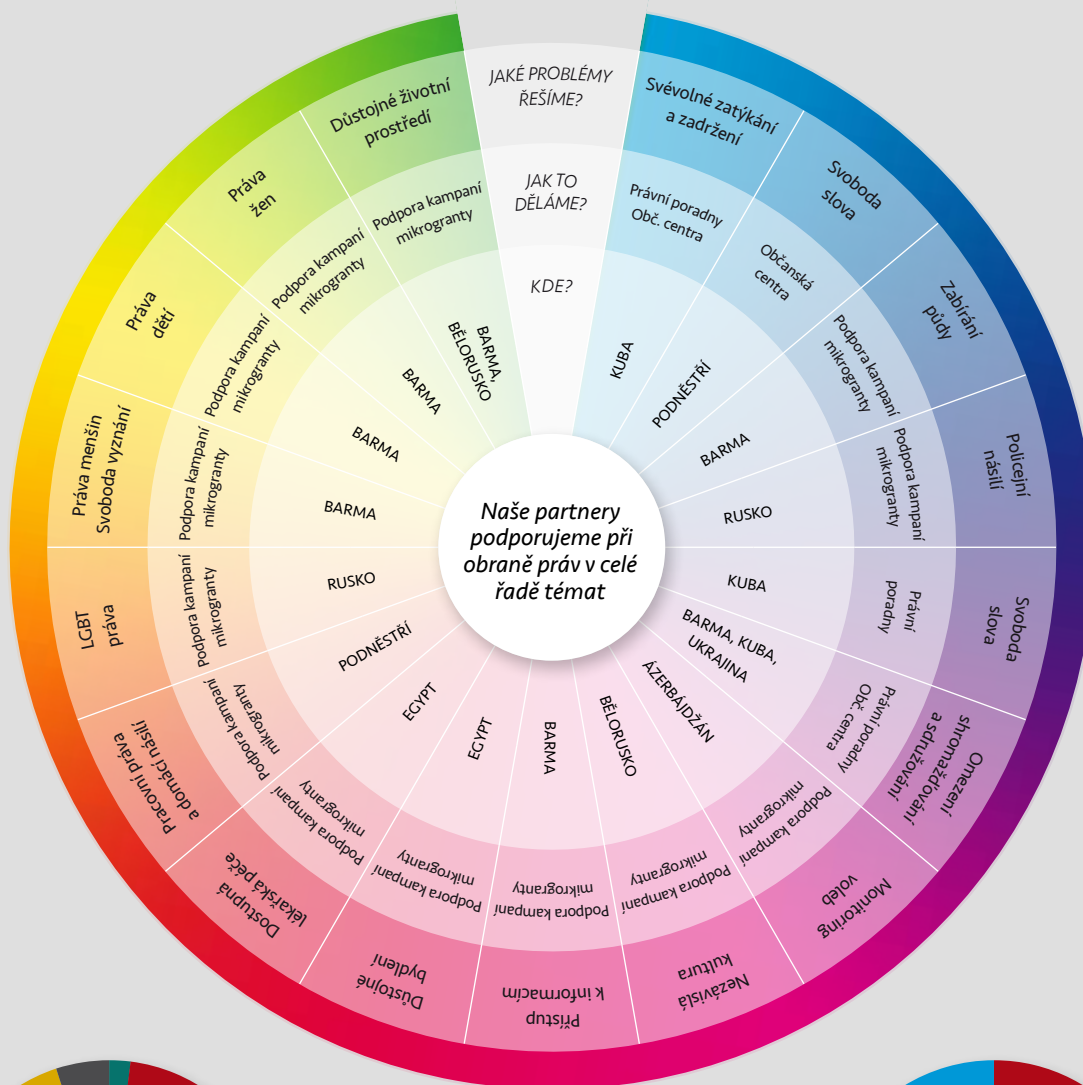 JAKÉ PROBLÉMY
ŘEŠÍME?
JAK TO
DĚLÁME?
KDE?
Svévolné zatýkání
a zadržení
Právní poradny
Obč. centra
KUBA
Svoboda
slova
Občanská
centra
PODNĚSTŘÍ
Zabírání
půdy
Podpora kampaní
mikrogranty
BARMA
Policejní
násilí
Podpora kampaní
mikrogranty
RUSKO
Svoboda
slova
Právní
poradny
KUBA
Omezení
shromažďování
a sdružování
Právní poradny
Obč. centra
BARMA, KUBA,
UKRAJINA
Monitoring
voleb
Podpora kampaní
mikrogranty
ÁZERBÁJDŽÁN
Nezávislá
kultura
Podpora kampaní
mikrogranty
BĚLORUSKO
Přístup
k informacím
Podpora kampaní
mikrogranty
BARMA
Důstojné
bydlení
Podpora kampaní
mikrogranty
EGYPT
Dostupná
lékařská péče
Podpora kampaní
mikrogranty
EGYPT
Pracovní práva
a domácí násilí
Podpora kampaní
mikrogranty
PODNĚSTŘÍ
LGBT
práva
Podpora kampaní
mikrogranty
RUSKO
Práva menšin
Svoboda vyznání
Podpora kampaní
mikrogranty
BARMA
Práva
dětí
Podpora kampaní
mikrogranty
BARMA
Práva
žen
Podpora kampaní
mikrogranty
BARMA
Důstojné životní
prostředí
Podpora kampaní
mikrogranty
BARMA,
BĚLORUSKO
Naše partnery
podporujeme při
obraně práv v celé
řadě témat